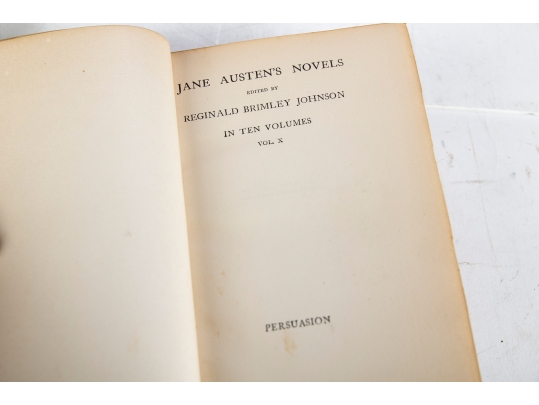 JANE AUSTEN'S NOVELS
EDITED BY
REGINALD BRIMLEY JOHNSON
IN TEN VOLUMES
VOL. X
PERSUASION